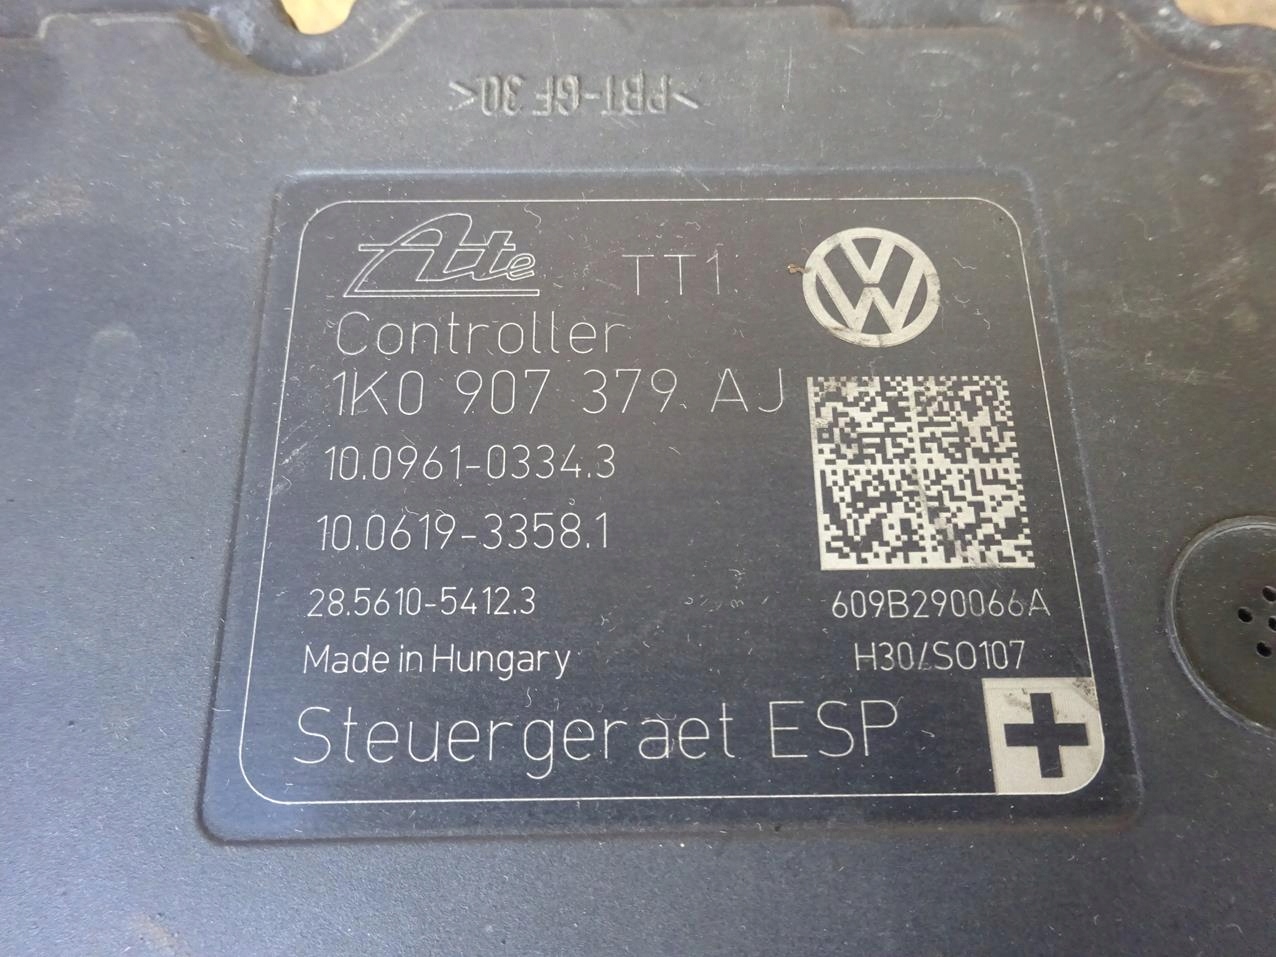 >PBT-GF 30<
Ate TT1
Controller
1K0 907 379 AJ
10.0961-0334.3
10.0619-3358.1
28.5610-5412.3
609B290066A
Made in Hungary
H30/S0107
Steuergeraet ESP